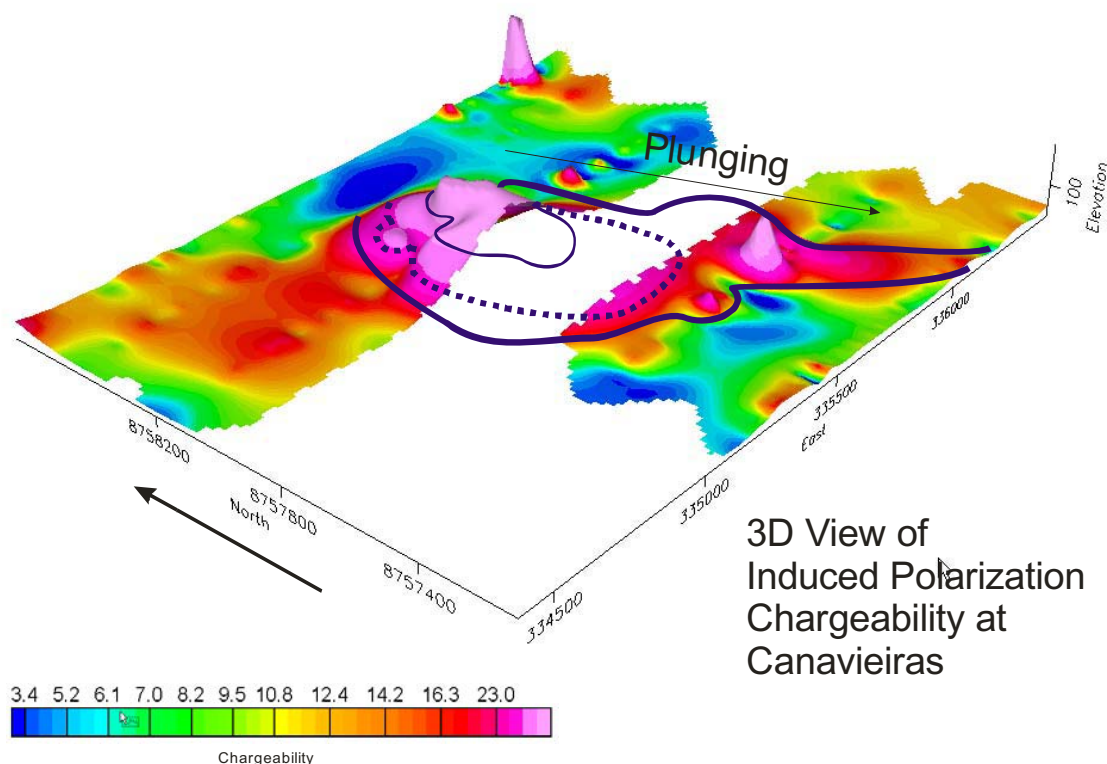 Plunging
100
Elevation
336000
335500
East
335000
334500
8758200
8757800
North
8757400
3D View of
Induced Polarization
Chargeability at
Canavieiras
3.4 5.2 6.1 7.0 8.2 9.5 10.8 12.4 14.2 16.3 23.0
Chargeability